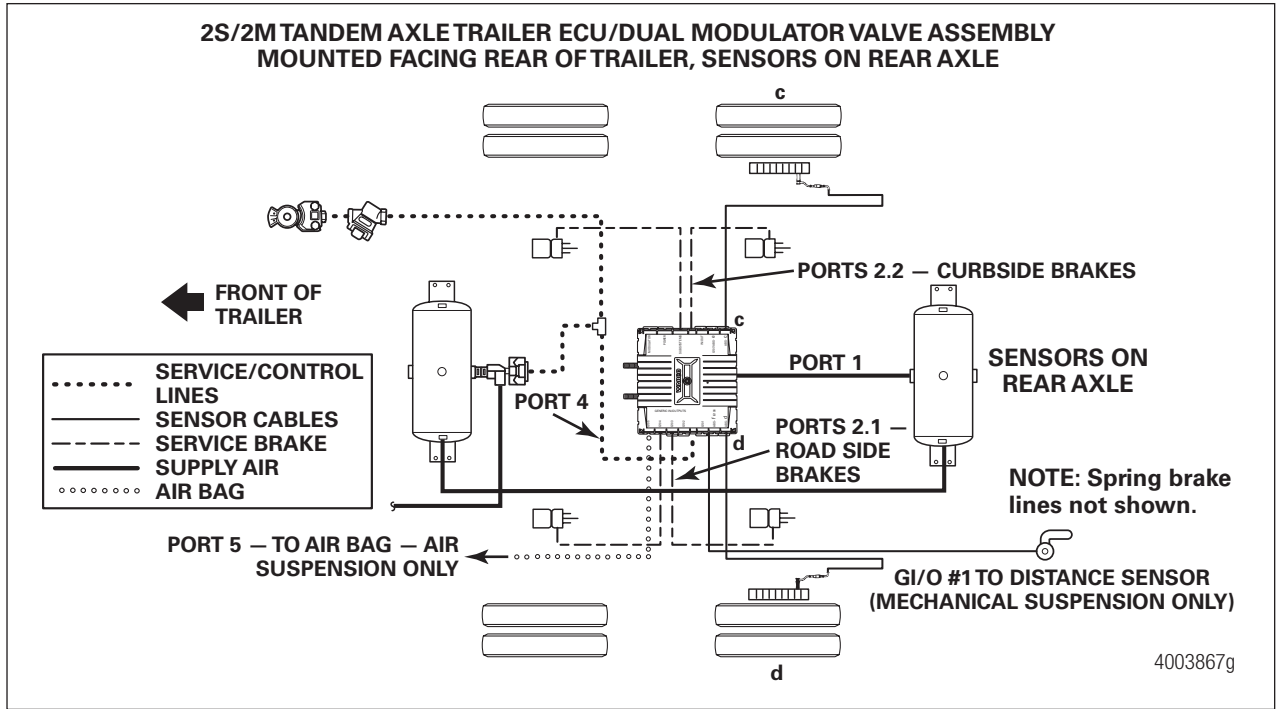 2S/2M TANDEM AXLE TRAILER ECU/DUAL MODULATOR VALVE ASSEMBLY
MOUNTED FACING REAR OF TRAILER, SENSORS ON REAR AXLE
c
PORTS 2.2 — CURBSIDE BRAKES
FRONT OF
TRAILER
c
SERVICE/CONTROL
LINES
SENSOR CABLES
SERVICE BRAKE
SUPPLY AIR
AIR BAG
PORT 1
SENSORS ON
REAR AXLE
PORT 4
d
PORTS 2.1 —
ROAD SIDE
BRAKES
NOTE: Spring brake
lines not shown.
PORT 5 — TO AIR BAG — AIR
SUSPENSION ONLY
GI/O #1 TO DISTANCE SENSOR
(MECHANICAL SUSPENSION ONLY)
d
4003867g